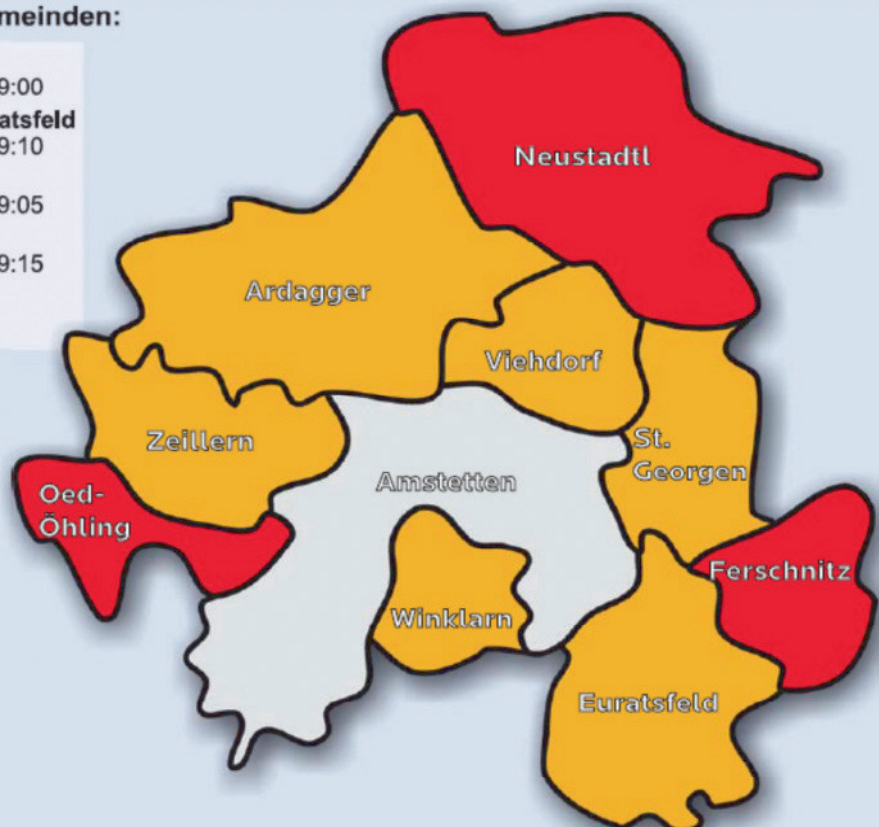 meinden:
9:00
atsfeld
9:10
9:05
9:15
Neustadtl
Ardagger
Viehdorf
Zeillern
St.
Georgen
Amstetten
Oed-
Öhling
Ferschnitz
Winklarn
Euratsfeld